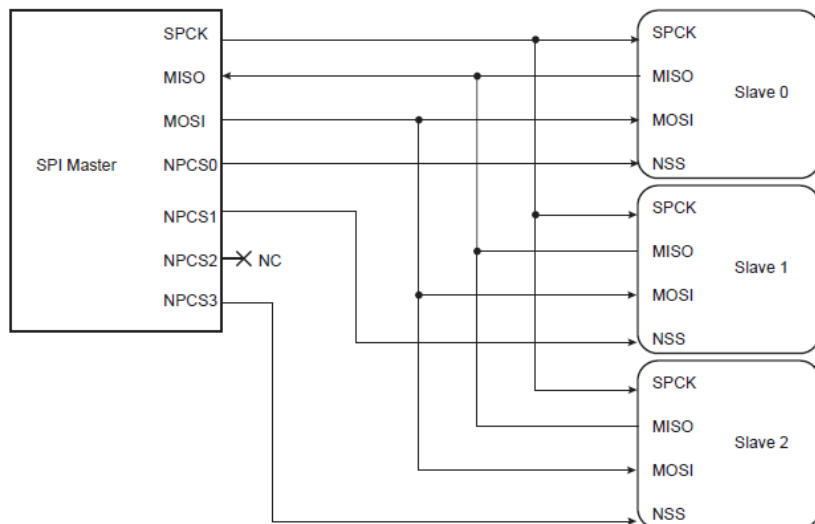 SPI Master
SPCK
MISO
MOSI
NPCS0
NPCS1
NPCS2
NC
NPCS3
SPCK
MISO
Slave 0
MOSI
NSS
SPCK
MISO
Slave 1
MOSI
NSS
SPCK
MISO
Slave 2
MOSI
NSS